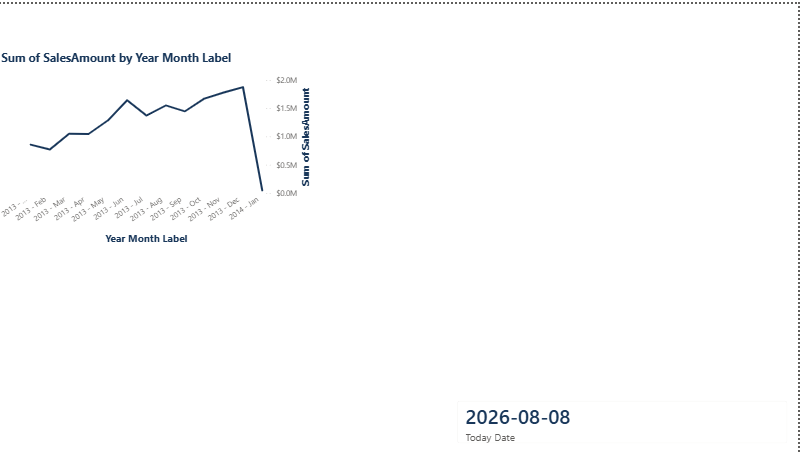 Sum of SalesAmount by Year Month Label
$2.0M
$1.5M
$1.0M
$0.5M
$0.0M
Sum of SalesAmount
2013 - ...
2013 - Feb
2013 - Mar
2013 - Apr
2013 - May
2013 - Jun
2013 - Jul
2013 - Aug
2013 - Sep
2013 - Oct
2013 - Nov
2013 - Dec
2014 - Jan
Year Month Label
2026-08-08
Today Date